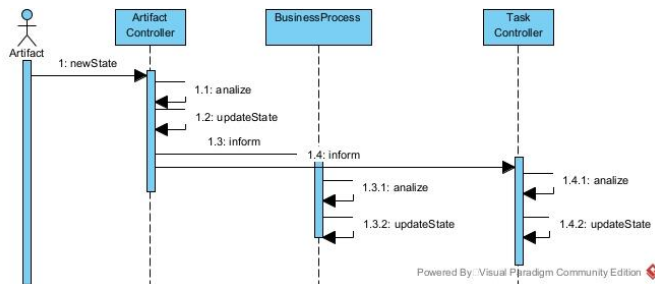 Artifact
Controller
BusinessProcess
Task
Controller
Artifact
1: newState
1.1: analize
1.2: updateState
1.3: inform
1.4: inform
1.3.1: analize
1.4.1: analize
1.3.2: updateState
1.4.2: updateState
Powered By Visual Paradigm Community Edition